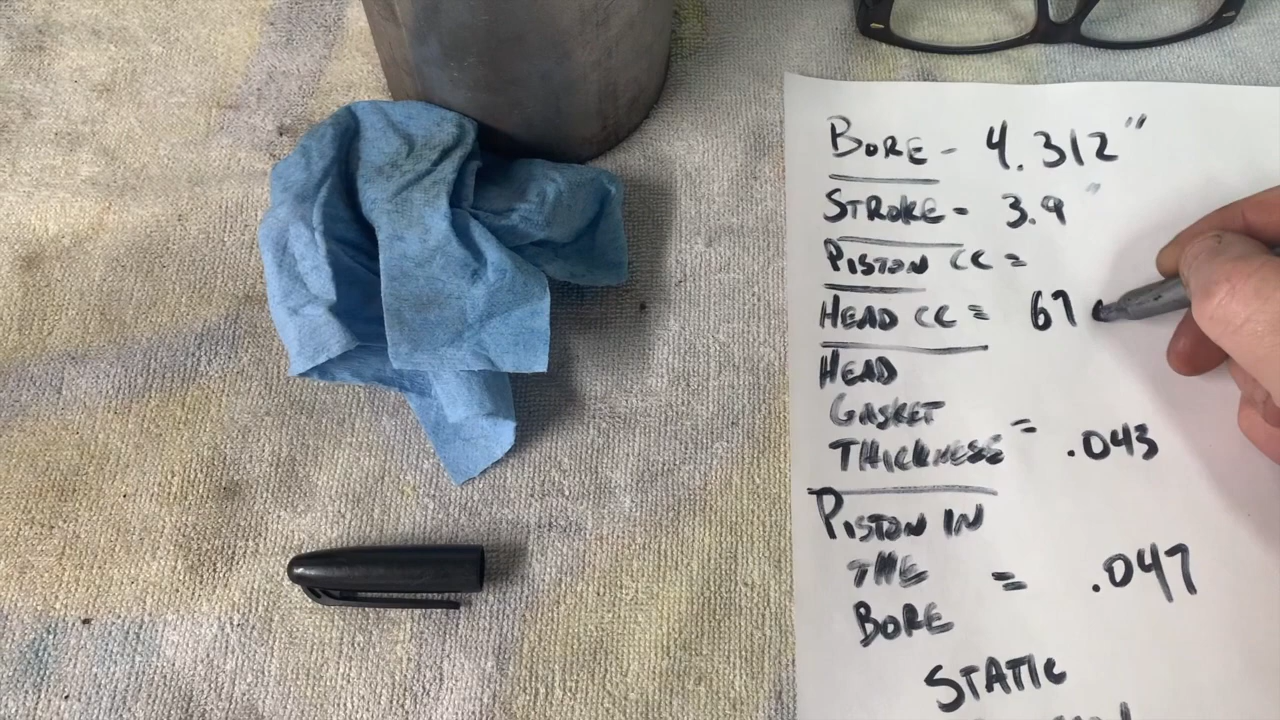 BORE - 4.312"
STROKE - 3.9"
PISTON CC =
HEAD CC = 67
HEAD
GASKET
THICKNESS = .043
PISTON IN
THE
BORE = .047
STATIC